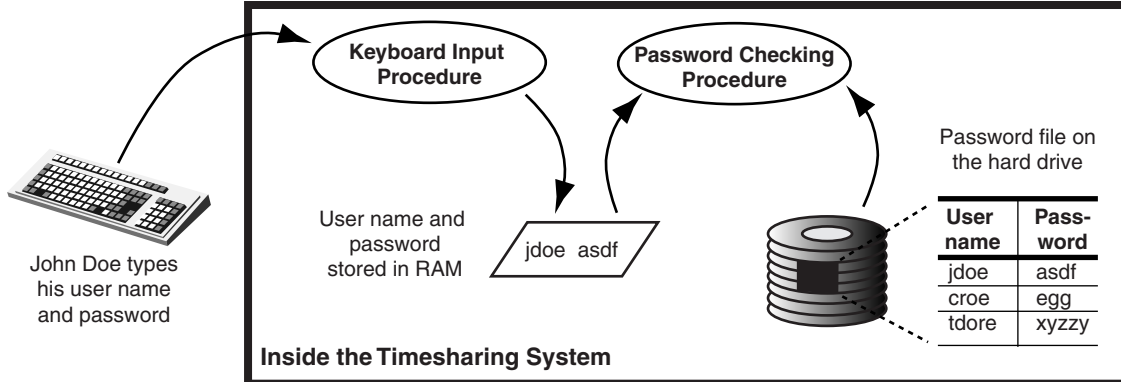 Keyboard Input
Procedure
Password Checking
Procedure
Password file on
the hard drive
User name and
password
stored in RAM
jdoe asdf
User Pass-
name word
jdoe asdf
croe egg
tdore xyzzy
John Doe types
his user name
and password
Inside the Timesharing System